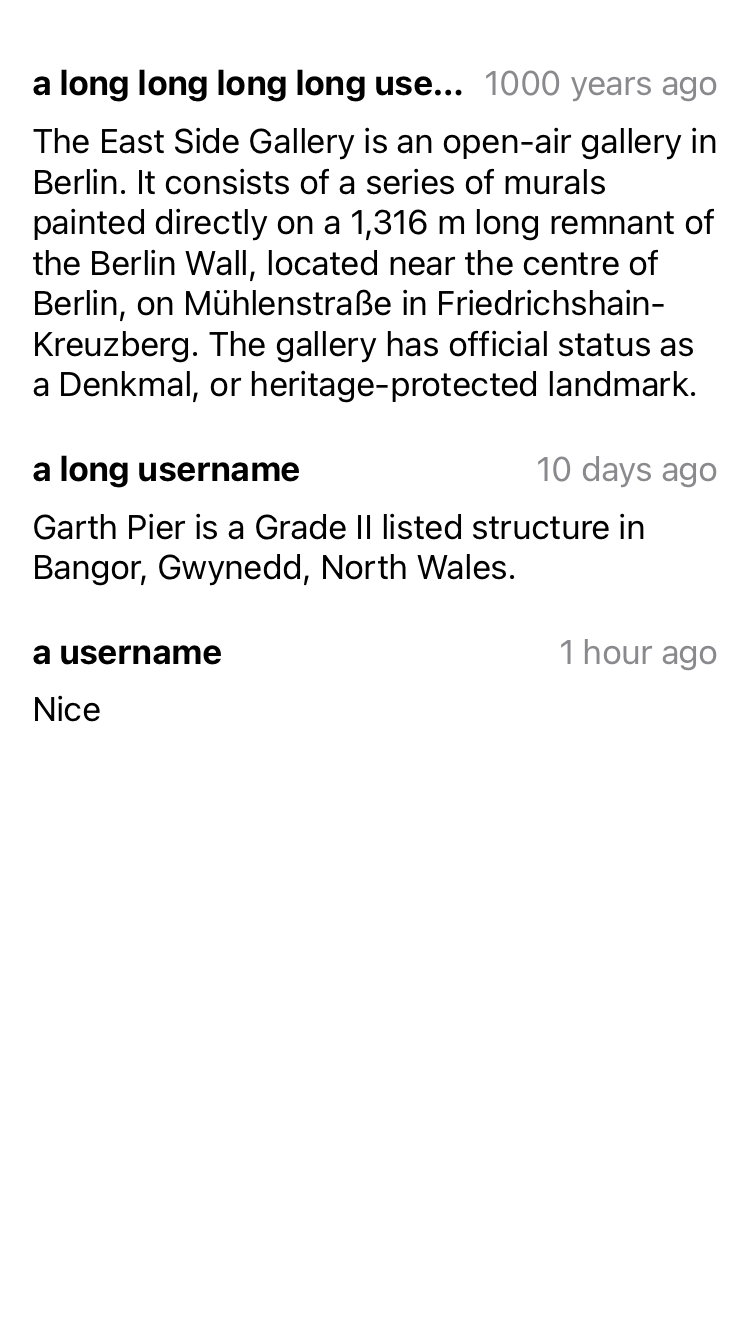 a long long long long use... 1000 years ago
The East Side Gallery is an open-air gallery in
Berlin. It consists of a series of murals
painted directly on a 1,316 m long remnant of
the Berlin Wall, located near the centre of
Berlin, on Mühlenstraße in Friedrichshain-
Kreuzberg. The gallery has official status as
a Denkmal, or heritage-protected landmark.
a long username 10 days ago
Garth Pier is a Grade II listed structure in
Bangor, Gwynedd, North Wales.
a username 1 hour ago
Nice